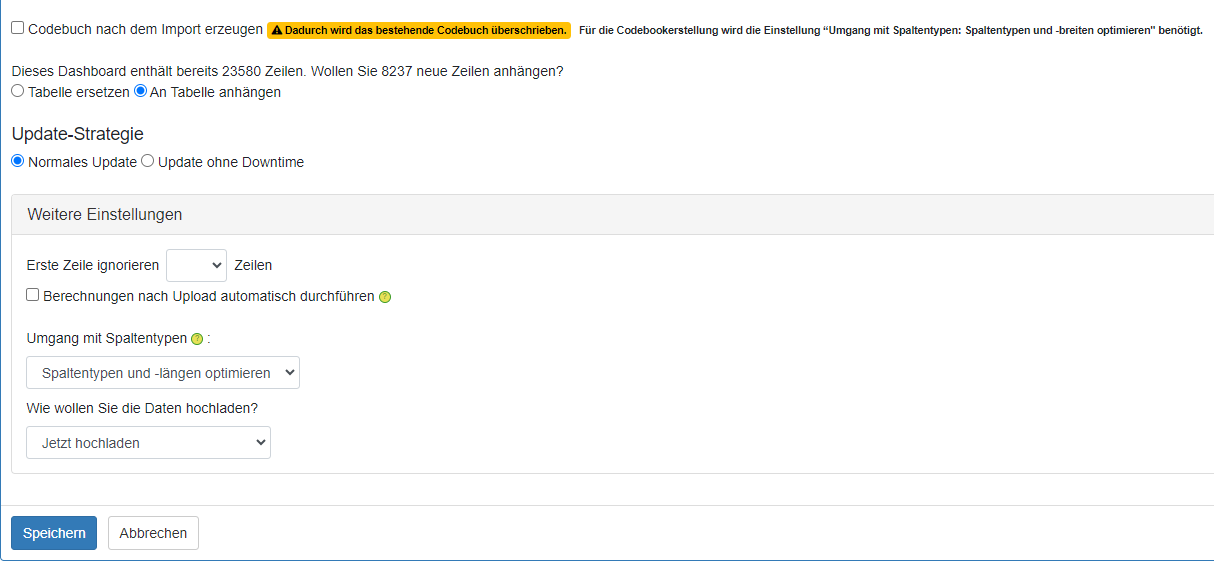 Codebuch nach dem Import erzeugen Dadurch wird das bestehende Codebuch überschrieben. Für die Codebookerstellung wird die Einstellung “Umgang mit Spaltentypen: Spaltentypen und -breiten optimieren" benötigt.
Dieses Dashboard enthält bereits 23580 Zeilen. Wollen Sie 8237 neue Zeilen anhängen?
Tabelle ersetzen An Tabelle anhängen
Update-Strategie
Normales Update Update ohne Downtime
Weitere Einstellungen
Erste Zeile ignorieren Zeilen
Berechnungen nach Upload automatisch durchführen ?
Umgang mit Spaltentypen ? :
Spaltentypen und -längen optimieren
Wie wollen Sie die Daten hochladen?
Jetzt hochladen
Speichern Abbrechen